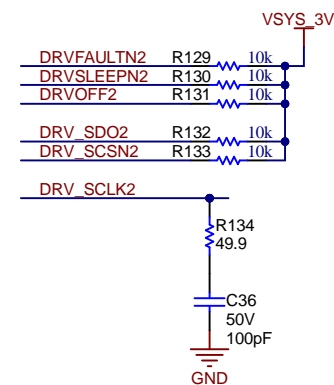 VSYS_3V
DRVFAULTN2 R129 10k
DRVSLEEPN2 R130 10k
DRVOFF2 R131 10k
DRV_SDO2 R132 10k
DRV_SCSN2 R133 10k
DRV_SCLK2
R134
49.9
C36
50V
100pF
GND